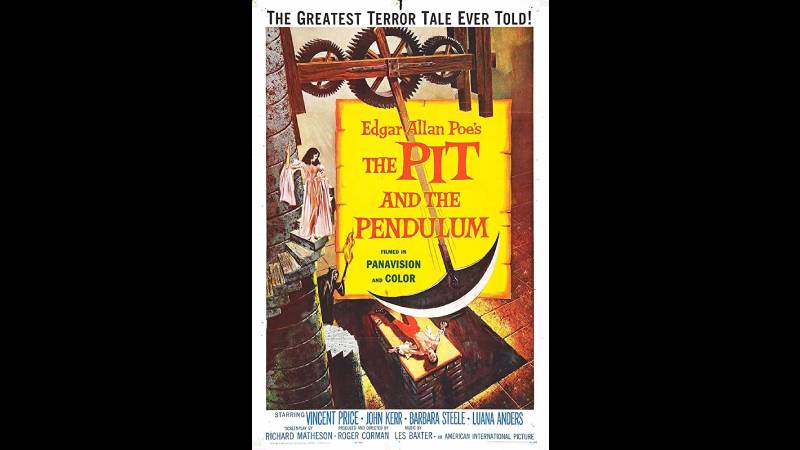 THE GREATEST TERROR TALE EVER TOLD!
Edgar Allan Poe's
THE PIT
AND THE
PENDULUM
FILMED IN
PANAVISION
AND COLOR
STARRING VINCENT PRICE · JOHN KERR · BARBARA STEELE · LUANA ANDERS
SCREENPLAY BY PRODUCED AND DIRECTED BY MUSIC BY
RICHARD MATHESON · ROGER CORMAN · LES BAXTER · AN AMERICAN INTERNATIONAL PICTURE